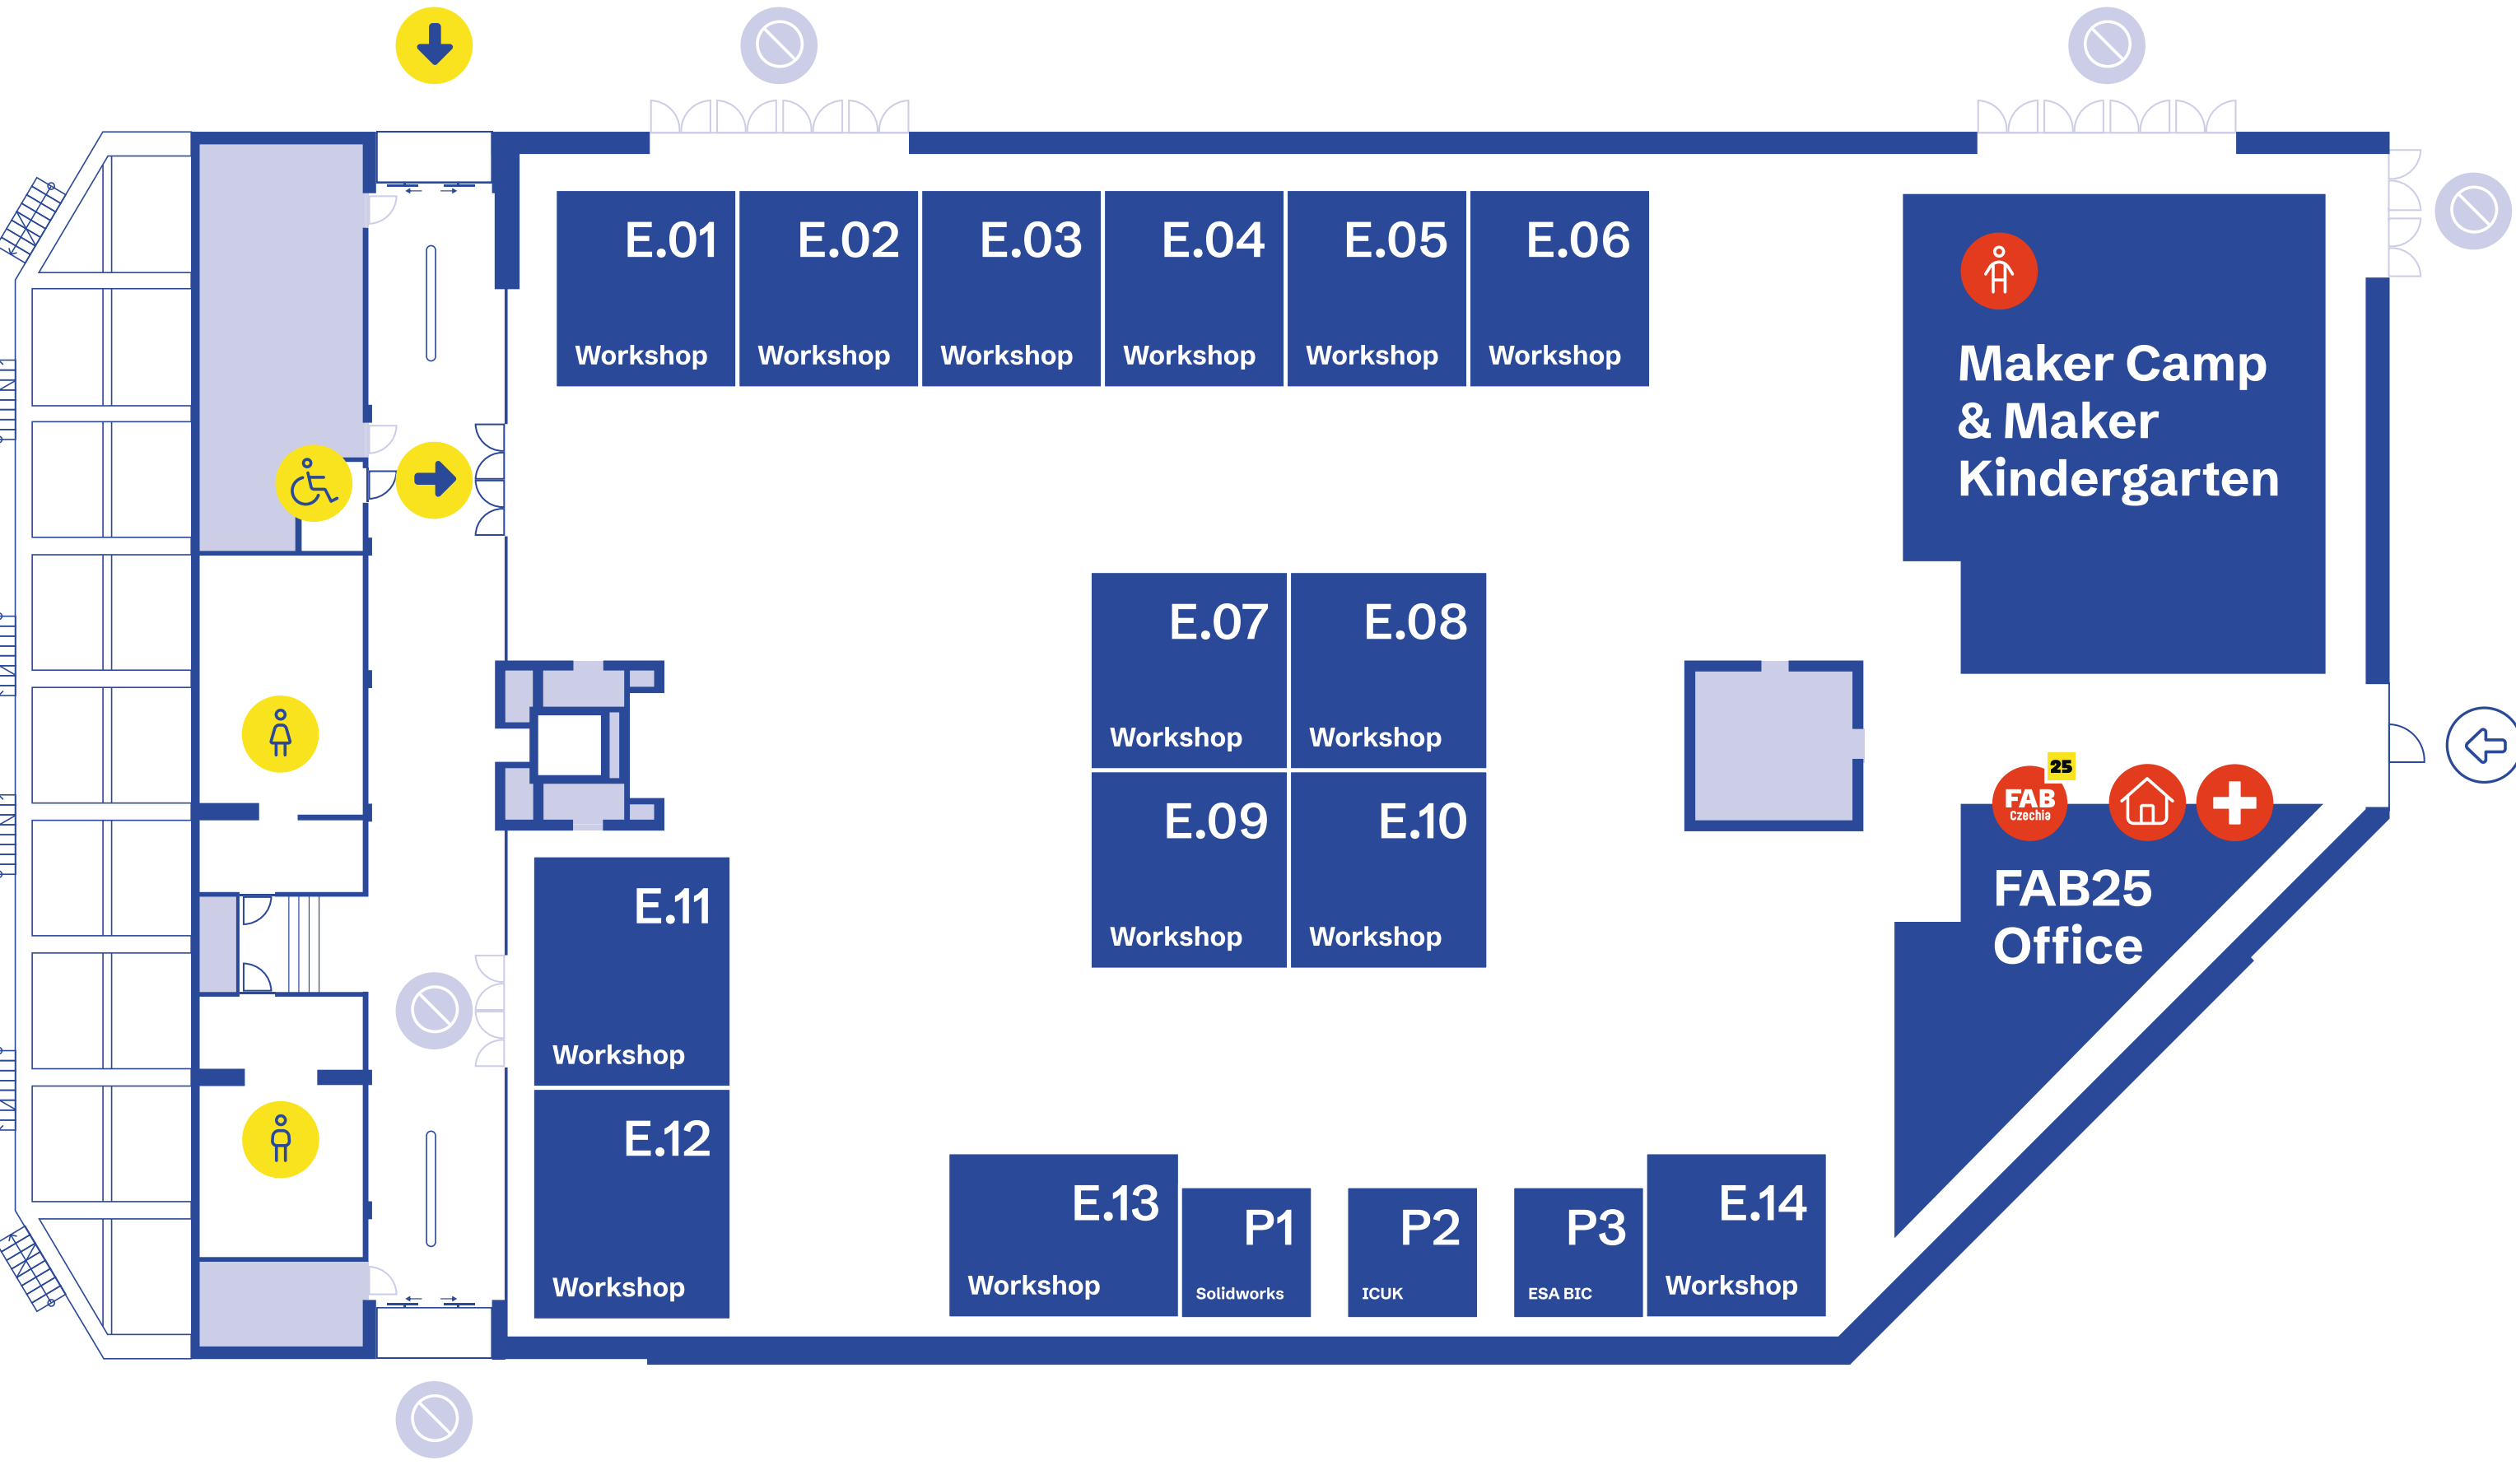 E.01
Workshop
E.02
Workshop
E.03
Workshop
E.04
Workshop
E.05
Workshop
E.06
Workshop
Maker Camp
& Maker
Kindergarten
E.07
Workshop
E.08
Workshop
E.09
Workshop
E.10
Workshop
25
FAB
Czechia
FAB25
Office
E.11
Workshop
E.12
Workshop
E.13
Workshop
P1
Solidworks
P2
ICUK
P3
ESA BIC
E.14
Workshop